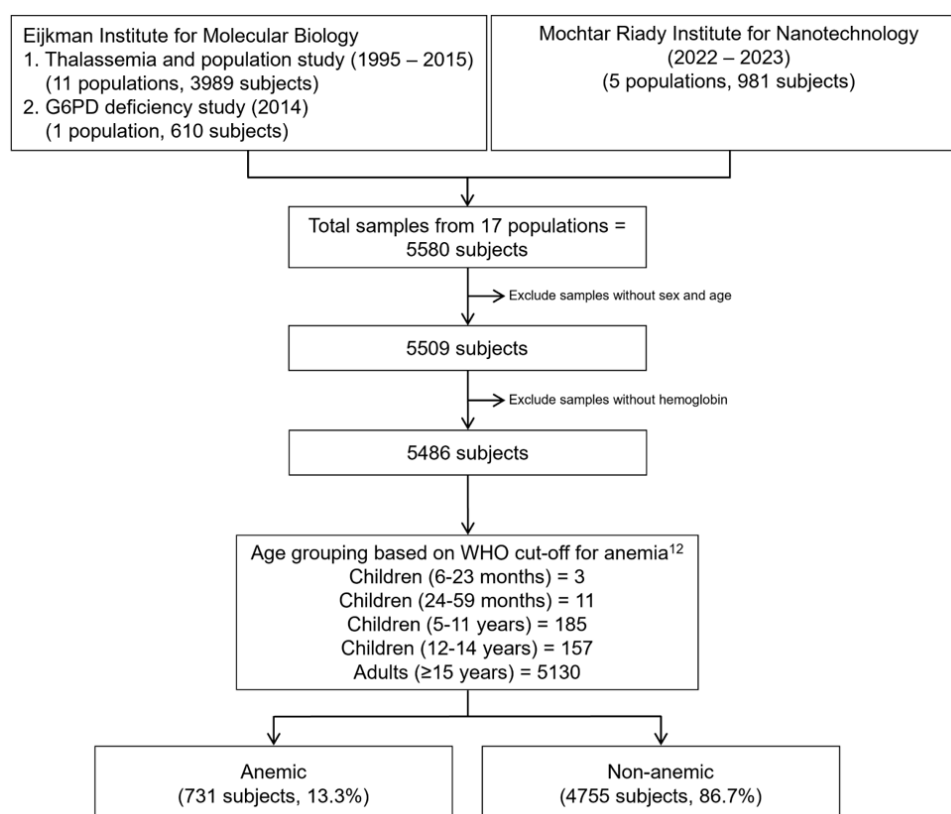 Eijkman Institute for Molecular Biology
1. Thalassemia and population study (1995 – 2015)
(11 populations, 3989 subjects)
2. G6PD deficiency study (2014)
(1 population, 610 subjects)
Mochtar Riady Institute for Nanotechnology
(2022 – 2023)
(5 populations, 981 subjects)
Total samples from 17 populations =
5580 subjects
Exclude samples without sex and age
5509 subjects
Exclude samples without hemoglobin
5486 subjects
Age grouping based on WHO cut-off for anemia¹²
Children (6-23 months) = 3
Children (24-59 months) = 11
Children (5-11 years) = 185
Children (12-14 years) = 157
Adults (≥15 years) = 5130
Anemic
(731 subjects, 13.3%)
Non-anemic
(4755 subjects, 86.7%)